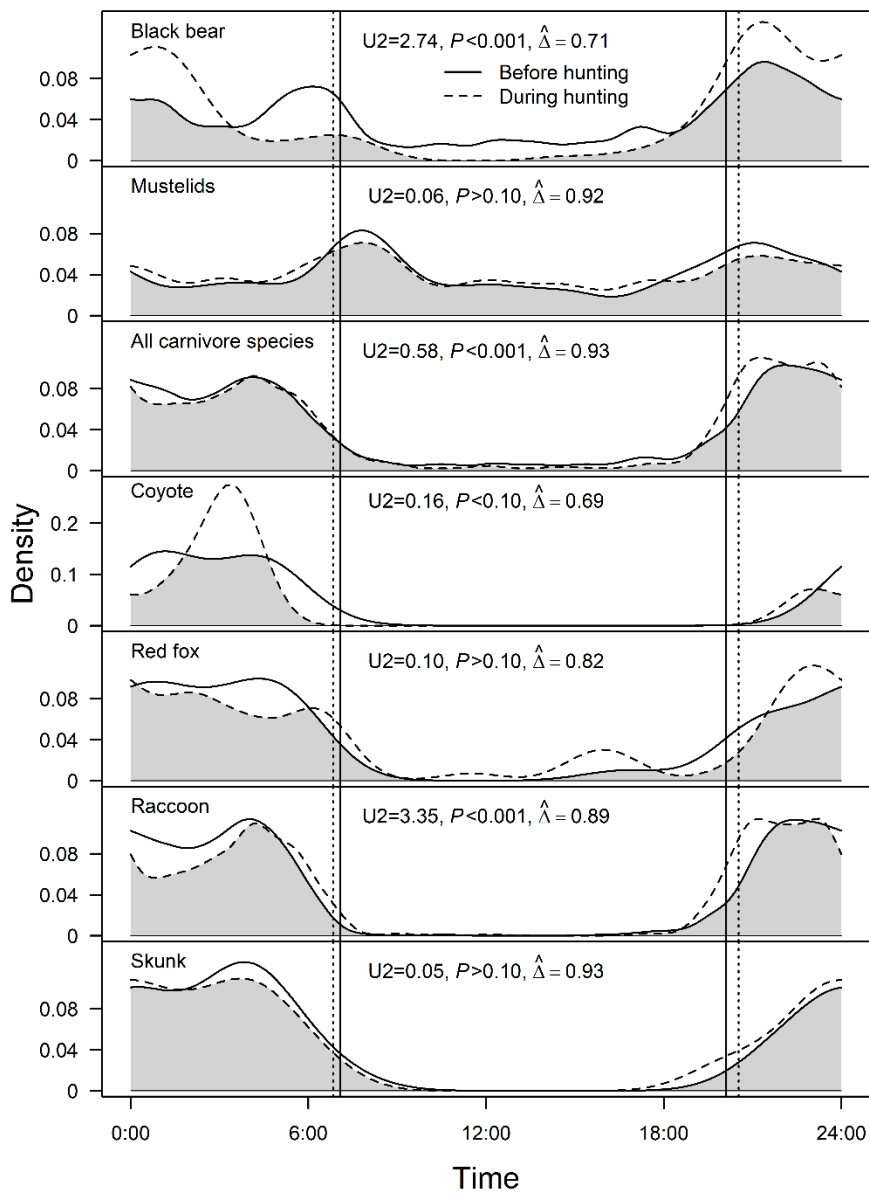 Black bear
U2=2.74, P<0.001, Δ̂ = 0.71
Before hunting
During hunting
0.08
0.04
0
Mustelids
U2=0.06, P>0.10, Δ̂ = 0.92
0.08
0.04
0
All carnivore species
U2=0.58, P<0.001, Δ̂ = 0.93
0.08
0.04
0
Coyote
U2=0.16, P<0.10, Δ̂ = 0.69
0.2
0.1
0
Red fox
U2=0.10, P>0.10, Δ̂ = 0.82
0.08
0.04
0
Raccoon
U2=3.35, P<0.001, Δ̂ = 0.89
0.08
0.04
0
Skunk
U2=0.05, P>0.10, Δ̂ = 0.93
0.08
0.04
0
Density
0:00 6:00 12:00 18:00 24:00
Time